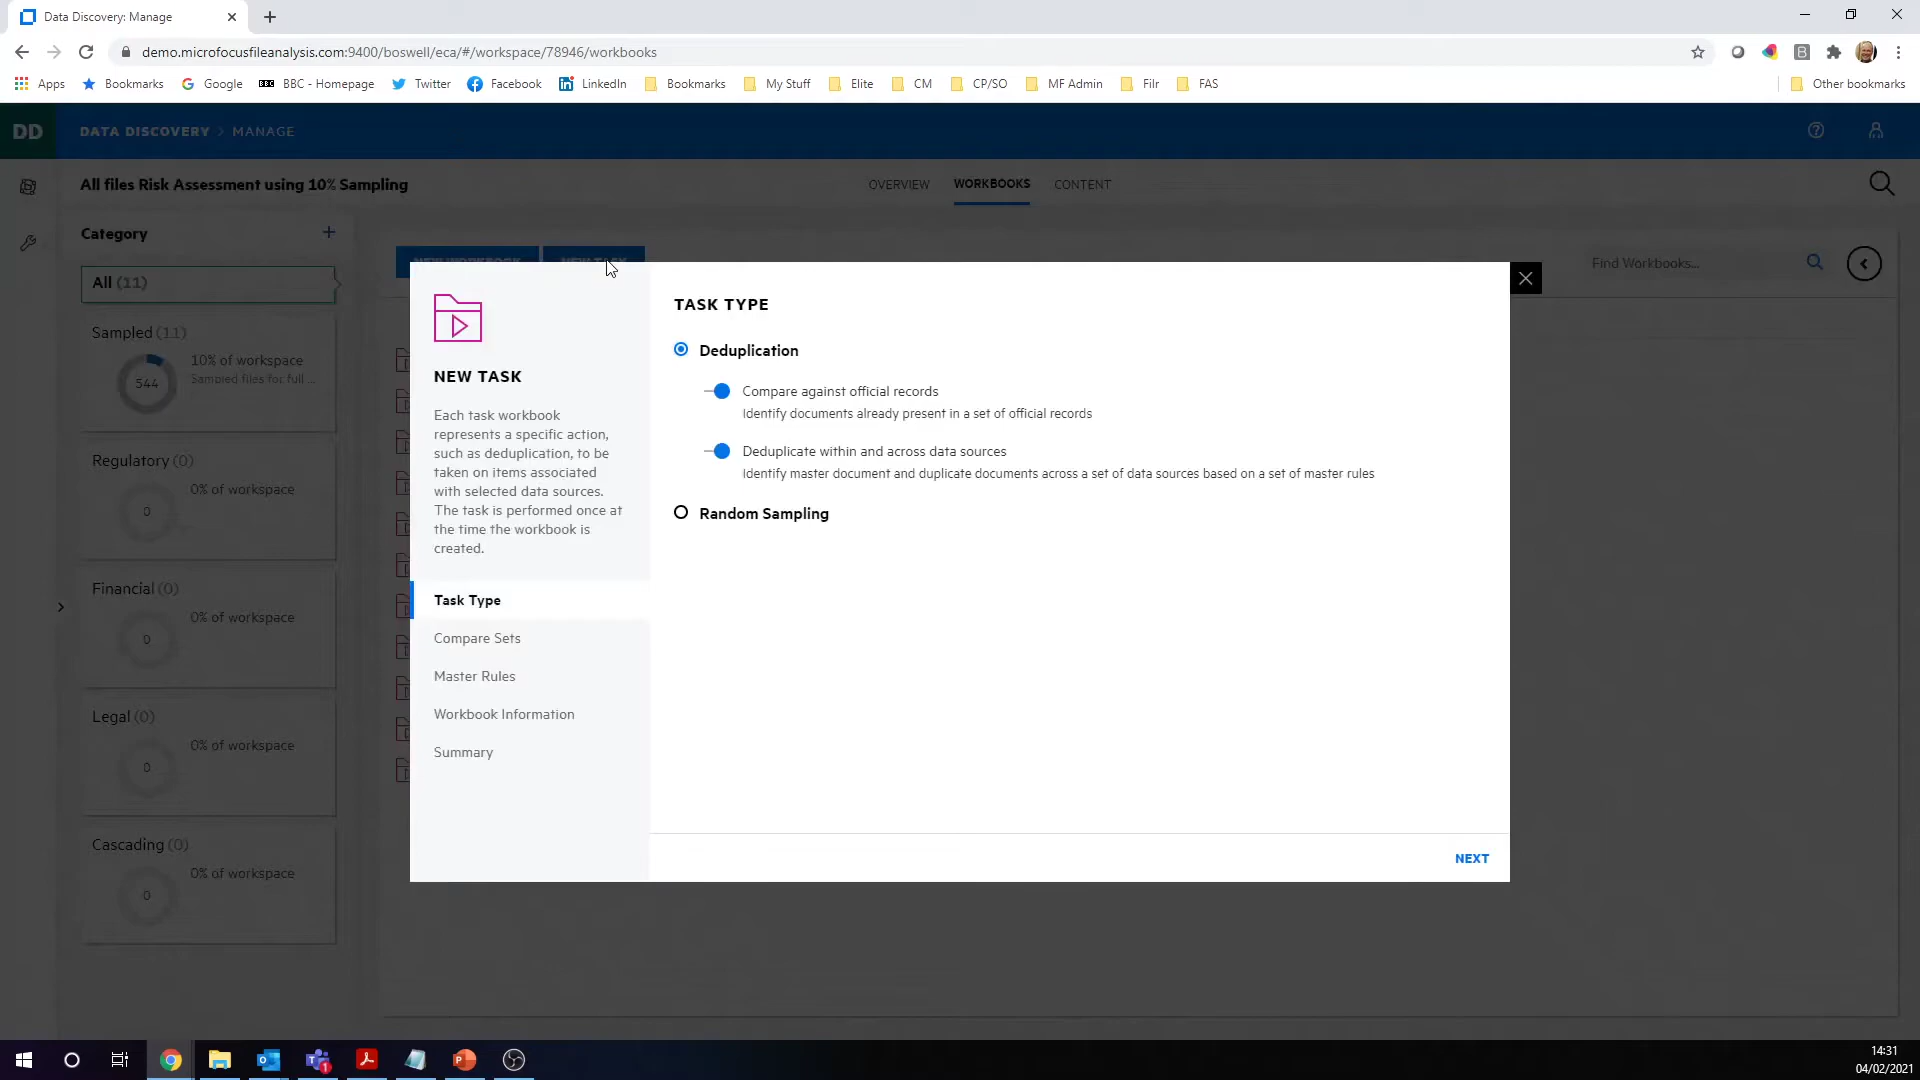 Data Discovery: Manage
demo.microfocusfileanalysis.com:9400/boswell/eca/#/workspace/78946/workbooks
Apps Bookmarks Google BBC - Homepage Twitter Facebook LinkedIn Bookmarks My Stuff Elite CM CP/SO MF Admin Filr FAS Other bookmarks
DD DATA DISCOVERY > MANAGE
All files Risk Assessment using 10% Sampling OVERVIEW WORKBOOKS CONTENT
Category +
NEW WORKBOOK NEW TASK Find Workbooks...
All (11)
Sampled (11)
10% of workspace
Sampled files for full ...
544
Regulatory (0)
0% of workspace
0
Financial (0)
0% of workspace
0
Legal (0)
0% of workspace
0
Cascading (0)
0% of workspace
0
NEW TASK
Each task workbook
represents a specific action,
such as deduplication, to be
taken on items associated
with selected data sources.
The task is performed once at
the time the workbook is
created.
Task Type
Compare Sets
Master Rules
Workbook Information
Summary
TASK TYPE
Deduplication
Compare against official records
Identify documents already present in a set of official records
Deduplicate within and across data sources
Identify master document and duplicate documents across a set of data sources based on a set of master rules
Random Sampling
NEXT
14:31
04/02/2021